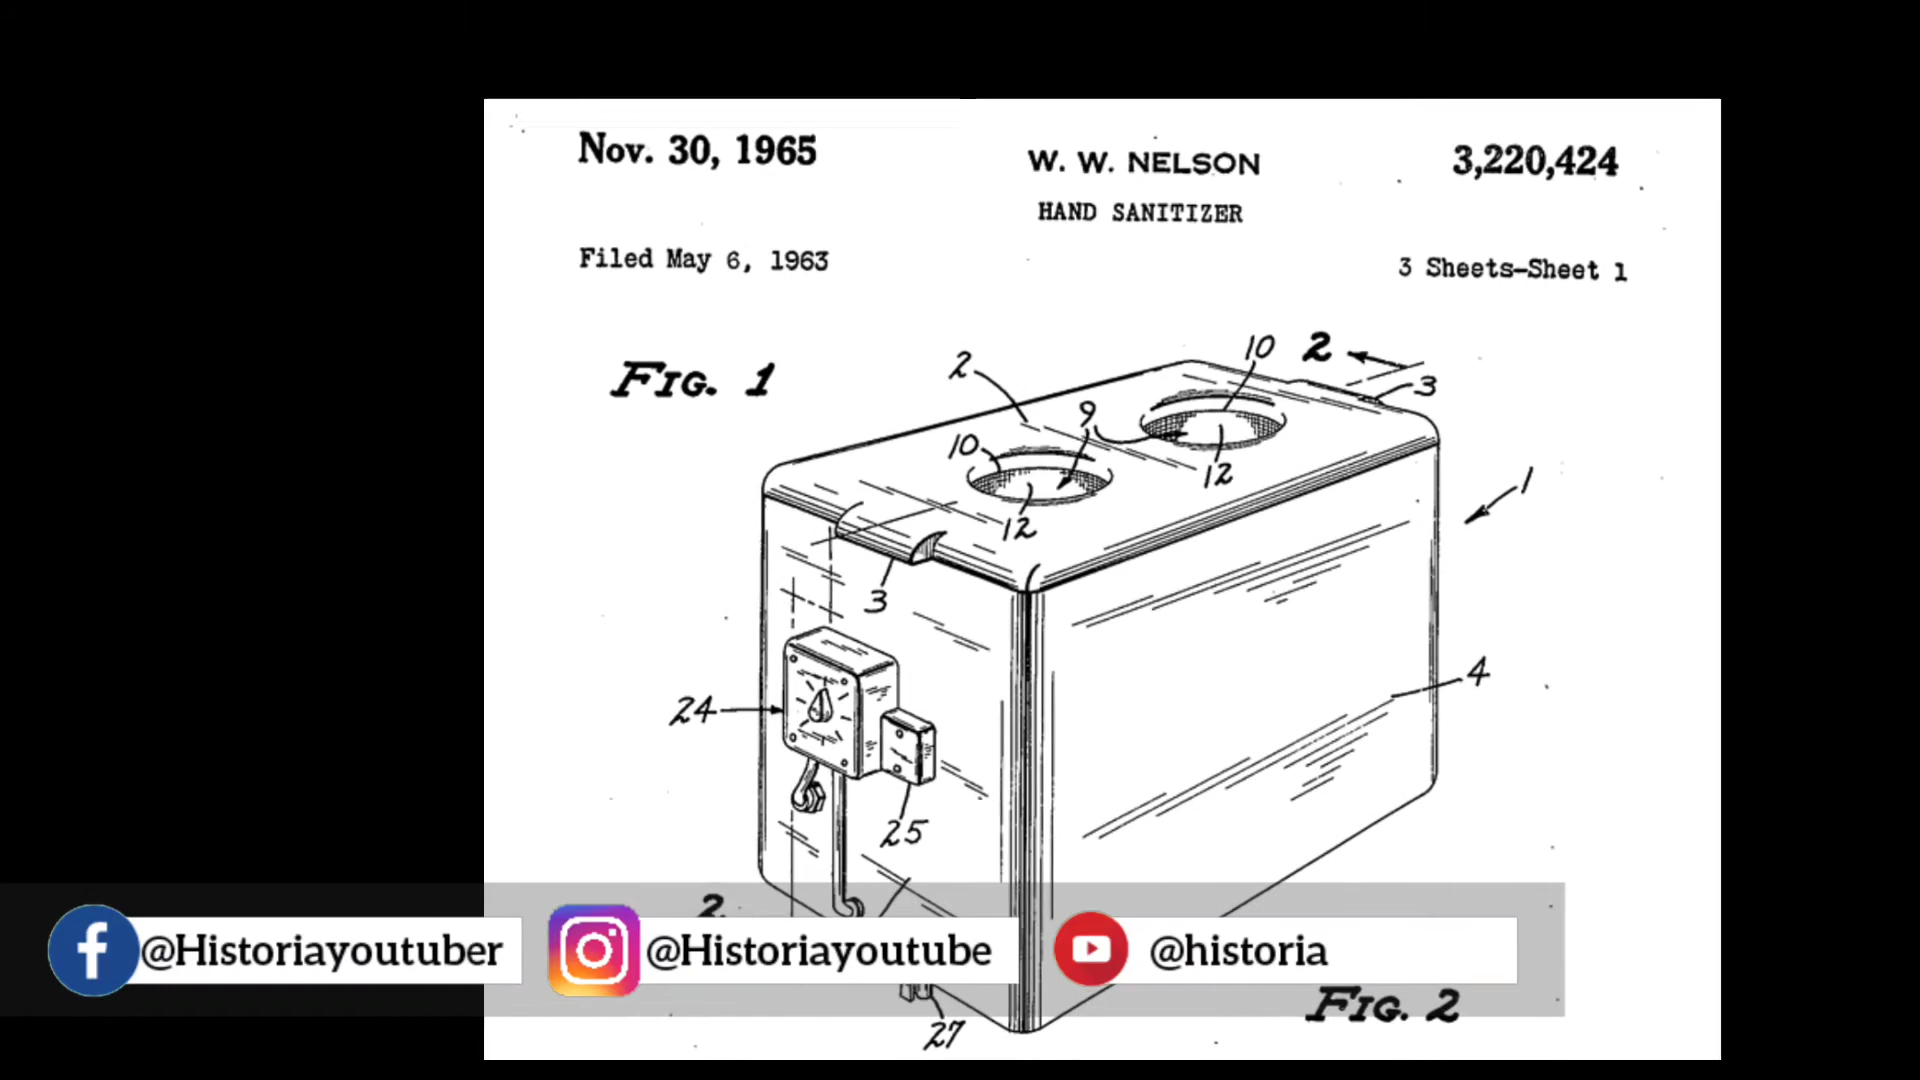 Nov. 30, 1965
W. W. NELSON
3,220,424
HAND SANITIZER
Filed May 6, 1963
3 Sheets-Sheet 1
FIG. 1
2
10
2
3
9
10
12
12
1
3
4
24
25
2
@Historiayoutuber
@Historiayoutube
@historia
FIG. 2
27